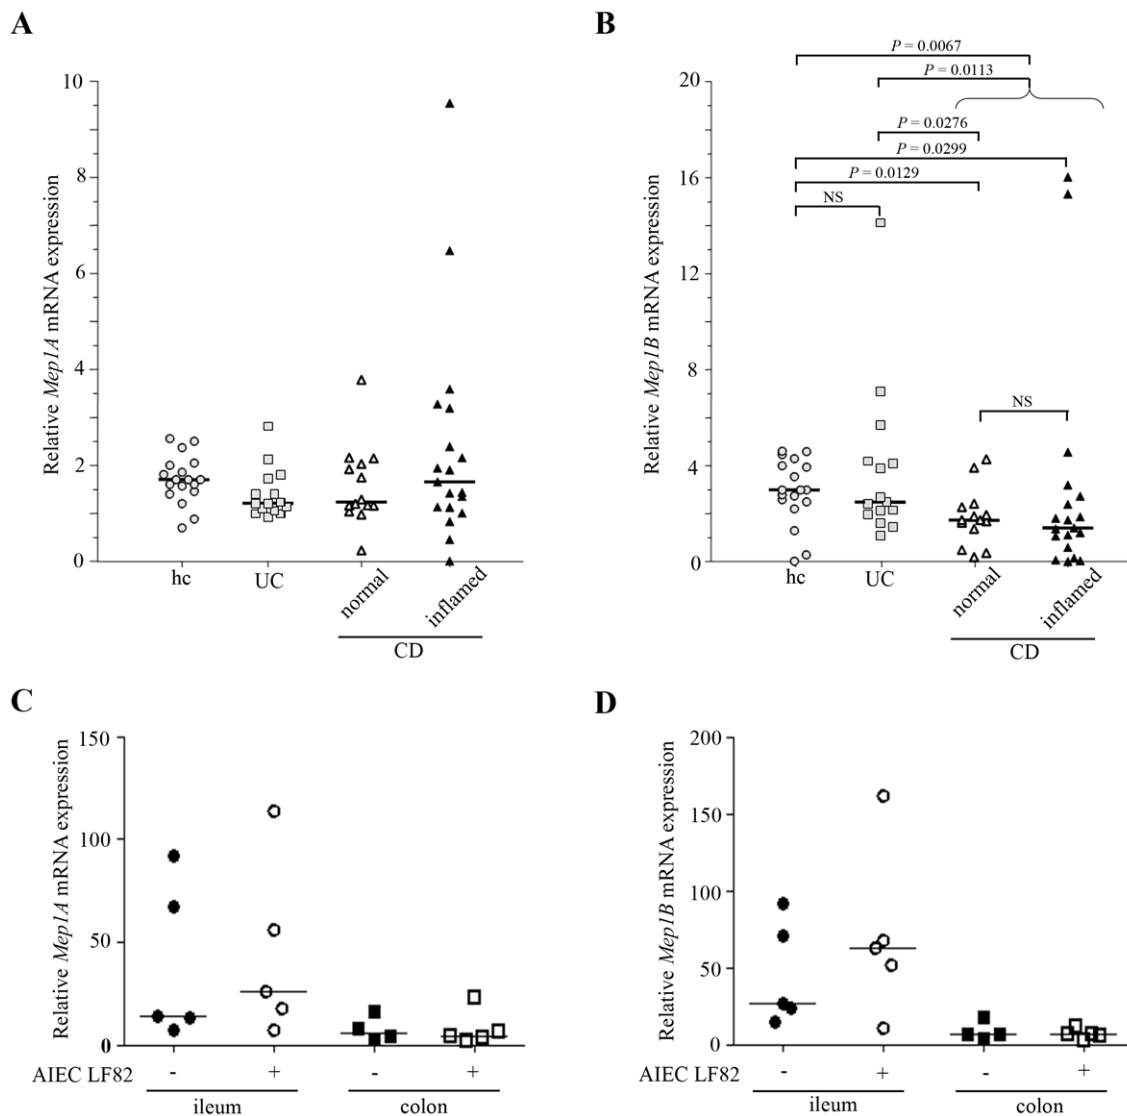 A
Relative Mep1A mRNA expression
10
8
6
4
2
0
hc
UC
normal
inflamed
CD
B
Relative Mep1B mRNA expression
20
16
12
8
4
0
P = 0.0067
P = 0.0113
P = 0.0276
P = 0.0299
P = 0.0129
NS
NS
hc
UC
normal
inflamed
CD
C
Relative Mep1A mRNA expression
150
100
50
0
AIEC LF82 - + - +
ileum colon
D
Relative Mep1B mRNA expression
200
150
100
50
0
AIEC LF82 - + - +
ileum colon